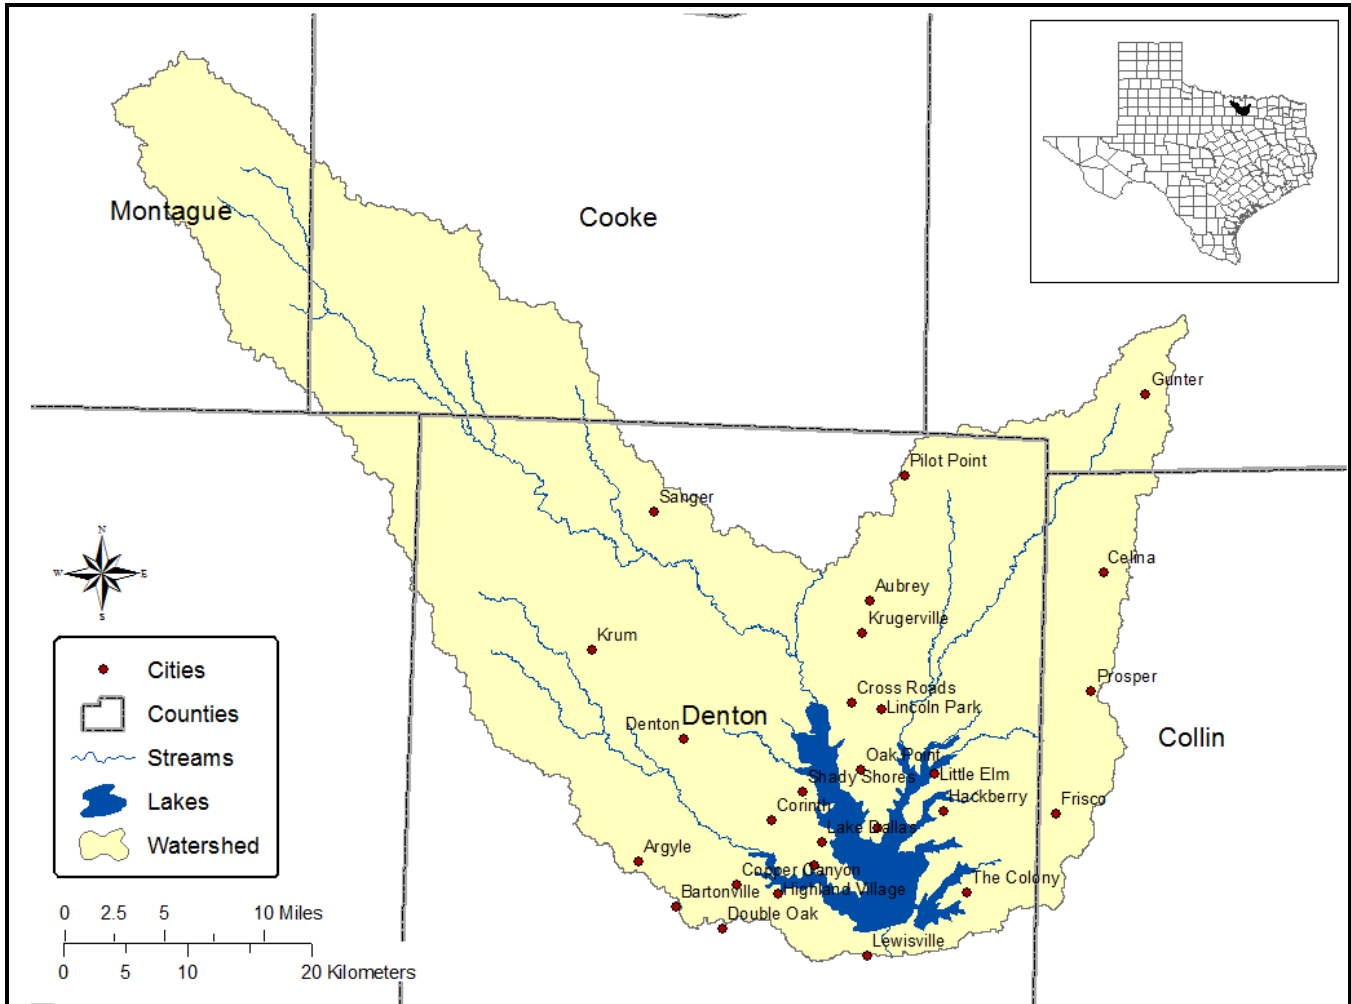 Montague
Cooke
Gunter
Pilot Point
Sanger
Celina
Aubrey
Krugerville
Krum
Prosper
Cross Roads
Lincoln Park
Denton
Denton
Collin
Oak Point
Shady Shores
Little Elm
Hackberry
Corinth
Frisco
Lake Dallas
Argyle
Copper Canyon
The Colony
Bartonville
Highland Village
Double Oak
Lewisville
N
W
E
S
Cities
Counties
Streams
Lakes
Watershed
0 2.5 5 10 Miles
0 5 10 20 Kilometers